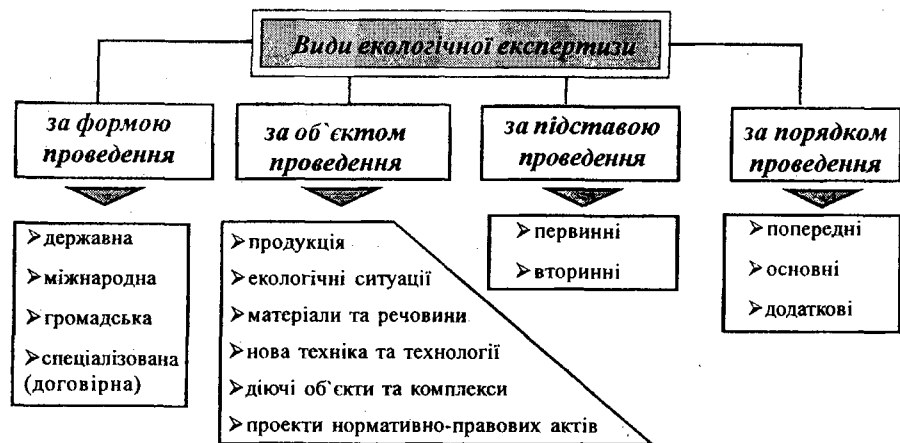 Види екологічної експертизи
за формою
проведення
за об`єктом
проведення
за підставою
проведення
за порядком
проведення
➢державна
➢міжнародна
➢громадська
➢спеціалізована
(договірна)
➢продукція
➢екологічні ситуації
➢матеріали та речовини
➢нова техніка та технології
➢діючі об`єкти та комплекси
➢проекти нормативно-правових актів
➢первинні
➢вторинні
➢попередні
➢основні
➢додаткові